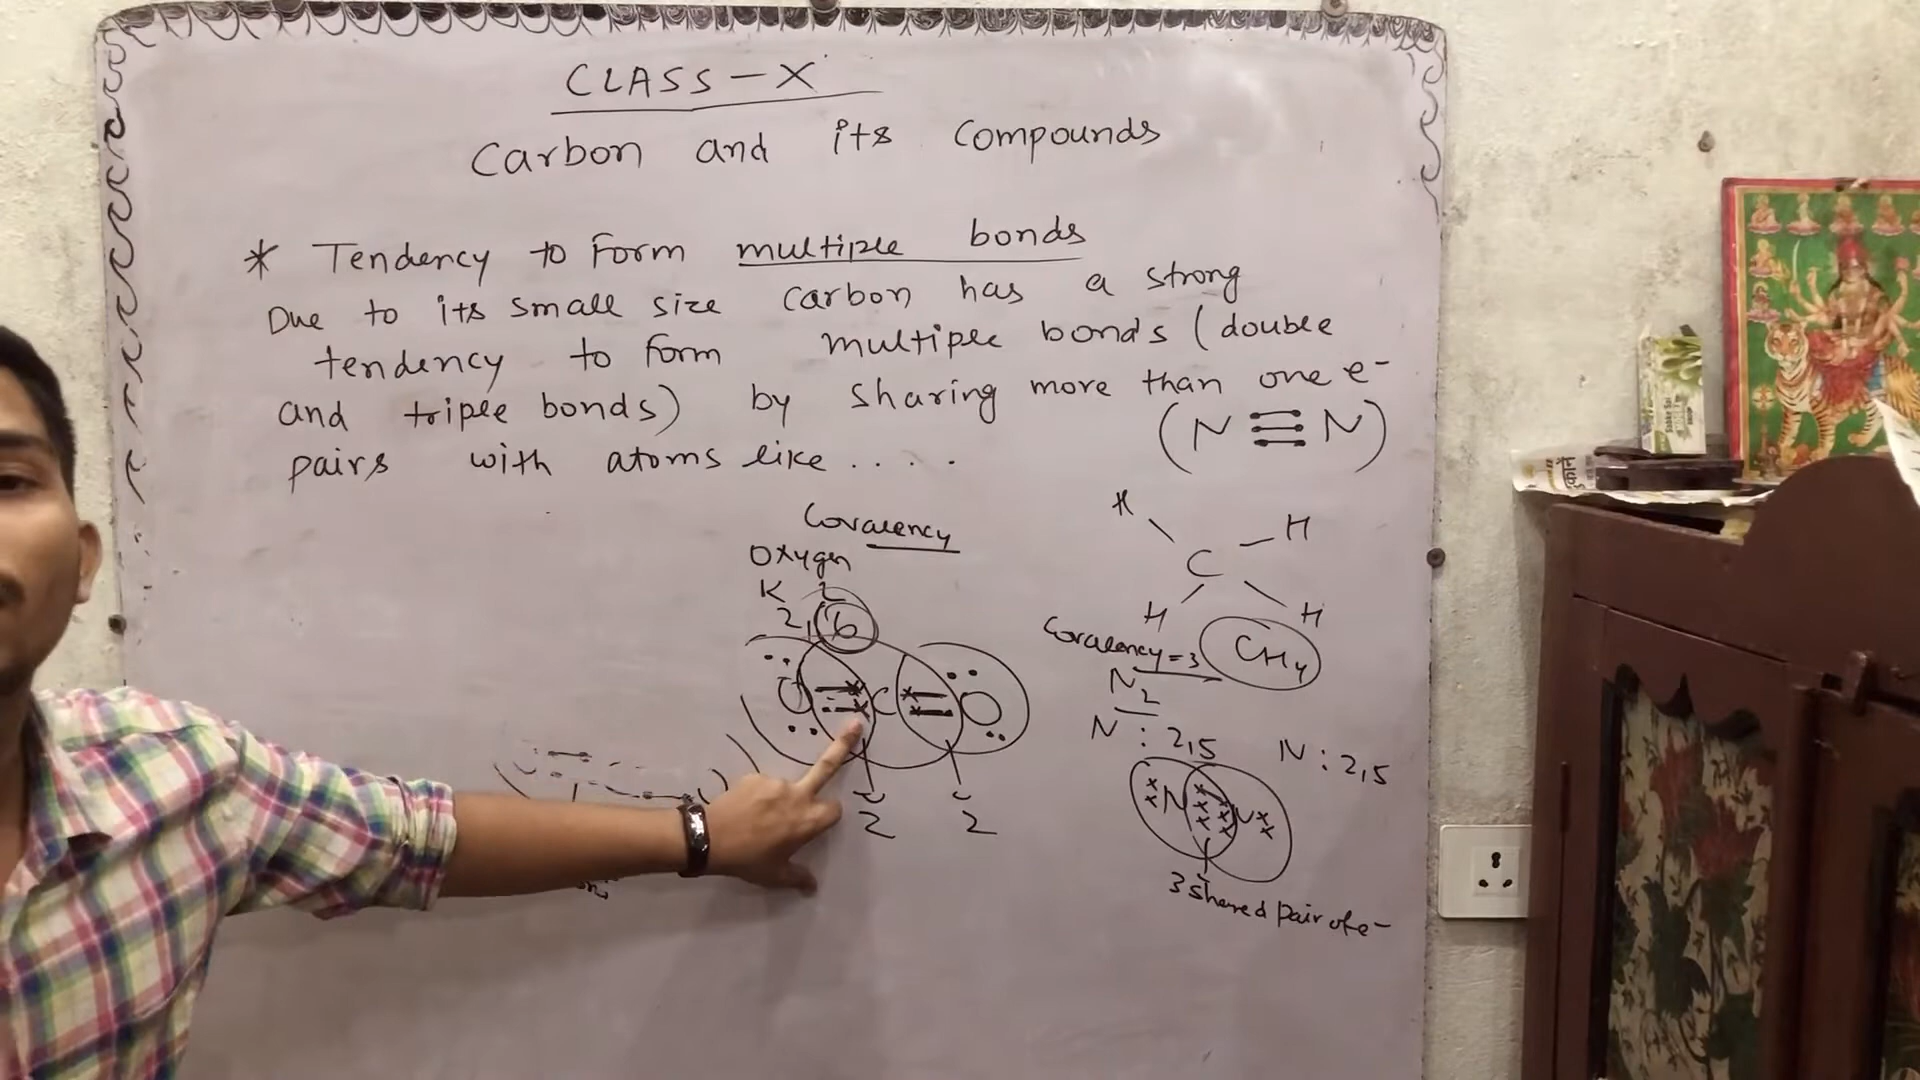 CLASS-X
Carbon and its Compounds
* Tendency to Form multiple bonds
Due to its small size carbon has a strong
tendency to Form multiple bonds (double
and triple bonds) by sharing more than one e-
pairs with atoms like ....
(N ≡ N)
Covalency
Oxygen
K L
2,6
O C O
2 2
H H
C
H H
CH4
Covalency = 3
N2
N : 2,5 N : 2,5
N N
3 shared pair of e-